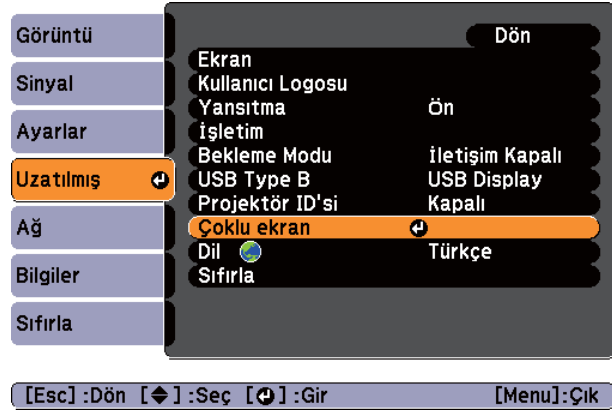 Görüntü
Sinyal
Ayarlar
Uzatılmış
Ağ
Bilgiler
Sıfırla
Dön
Ekran
Kullanıcı Logosu
Yansıtma Ön
İşletim
Bekleme Modu İletişim Kapalı
USB Type B USB Display
Projektör ID'si Kapalı
Çoklu ekran
Dil Türkçe
Sıfırla
[Esc] :Dön [◆] :Seç [↵] :Gir [Menu]:Çık